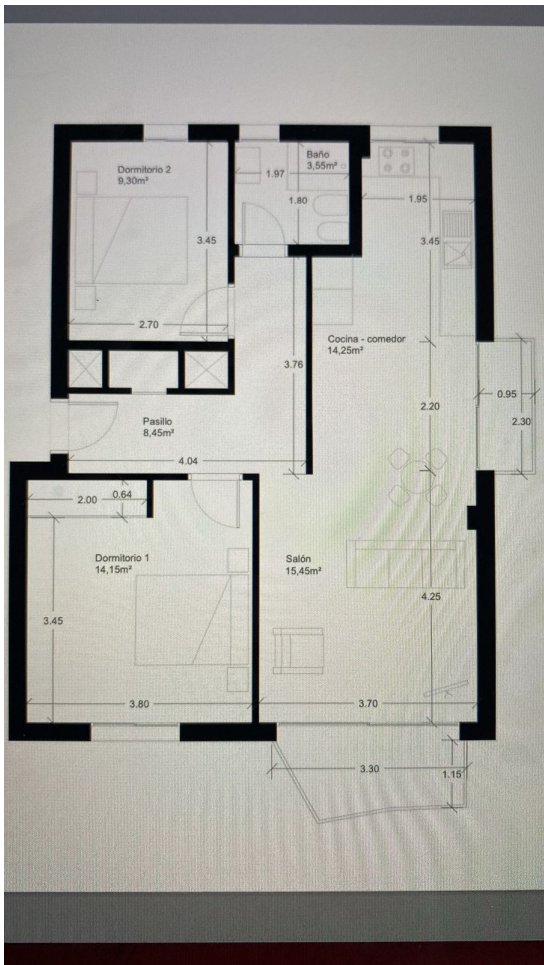 Dormitorio 2
9,30m²
3.45
2.70
Baño
3,55m²
1.97
1.80
1.95
3.45
Cocina - comedor
14,25m²
3.76
0.95
2.20
2.30
Pasillo
8,45m²
4.04
2.00
0.64
Dormitorio 1
14,15m²
3.45
3.80
Salón
15,45m²
4.25
3.70
3.30
1.15